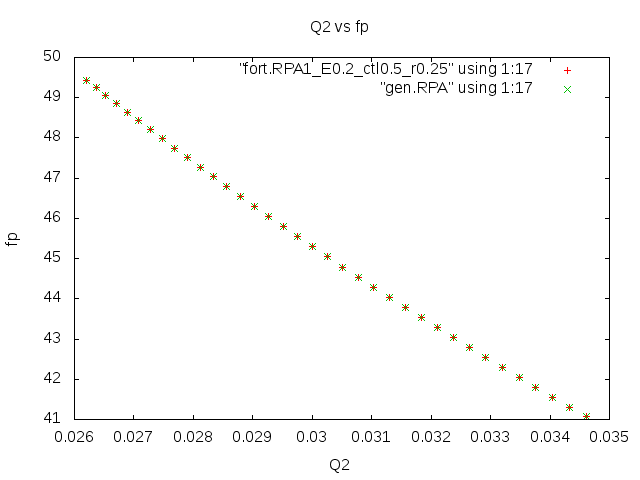 Q2 vs fp
"fort.RPA1_E0.2_ctl0.5_r0.25" using 1:17
"gen.RPA" using 1:17
50
49
48
47
46
45
44
43
42
41
fp
0.026 0.027 0.028 0.029 0.03 0.031 0.032 0.033 0.034 0.035
Q2